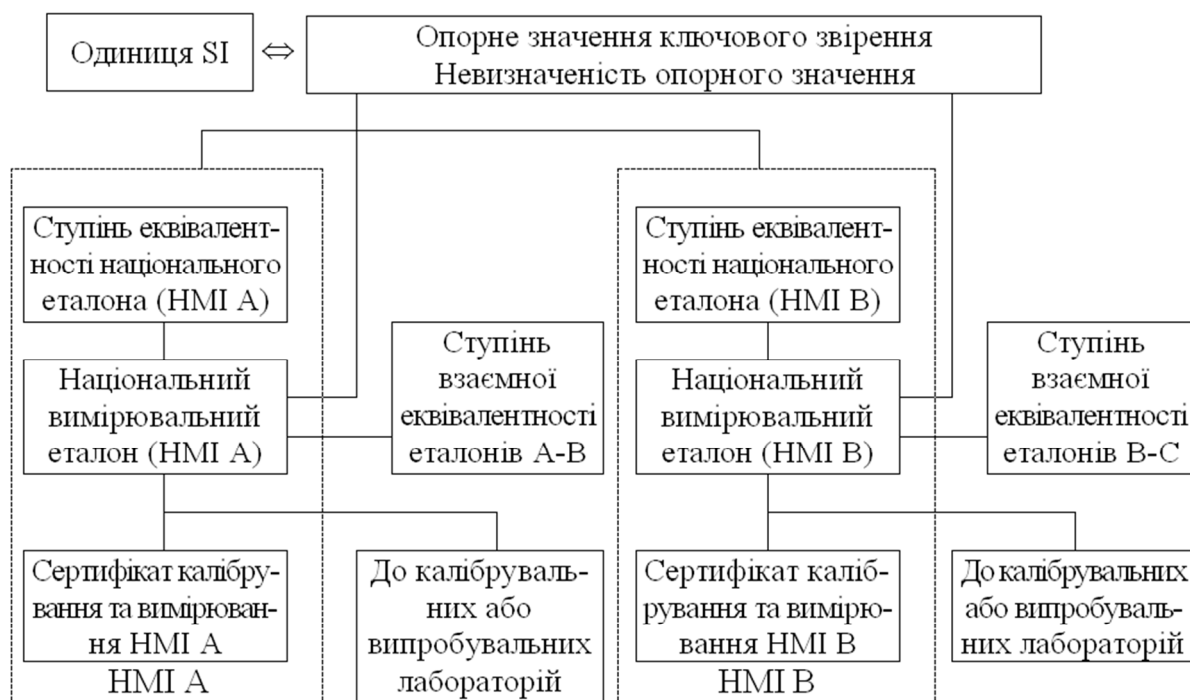 Одиниця SI
⇔
Опорне значення ключового звірення
Невизначеність опорного значення
Ступінь еквівалент-
ності національного
еталона (НМІ А)
Національний
вимірювальний
еталон (НМІ А)
Ступінь
взаємної
еквівалентності
еталонів А-В
Сертифікат калібру-
вання та вимірюван-
ня НМІ А
НМІ А
До калібруваль-
них або
випробувальних
лабораторій
Ступінь еквівалент-
ності національного
еталона (НМІ В)
Національний
вимірювальний
еталон (НМІ В)
Ступінь
взаємної
еквівалентності
еталонів В-С
Сертифікат каліб-
рування та вимірю-
вання НМІ В
НМІ В
До калібрувальних
або випробуваль-
них лабораторій